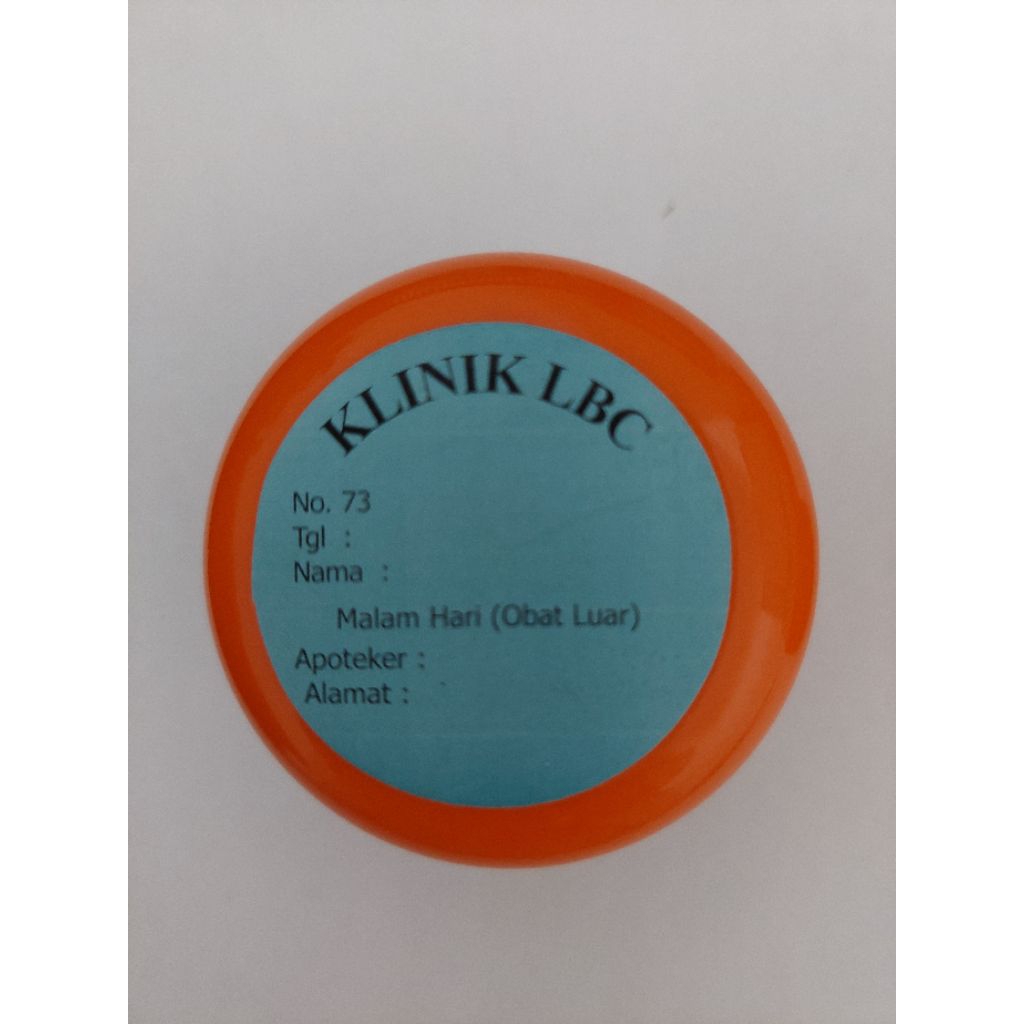 KLINIK LBC
No. 73
Tgl :
Nama :
Malam Hari (Obat Luar)
Apoteker :
Alamat :